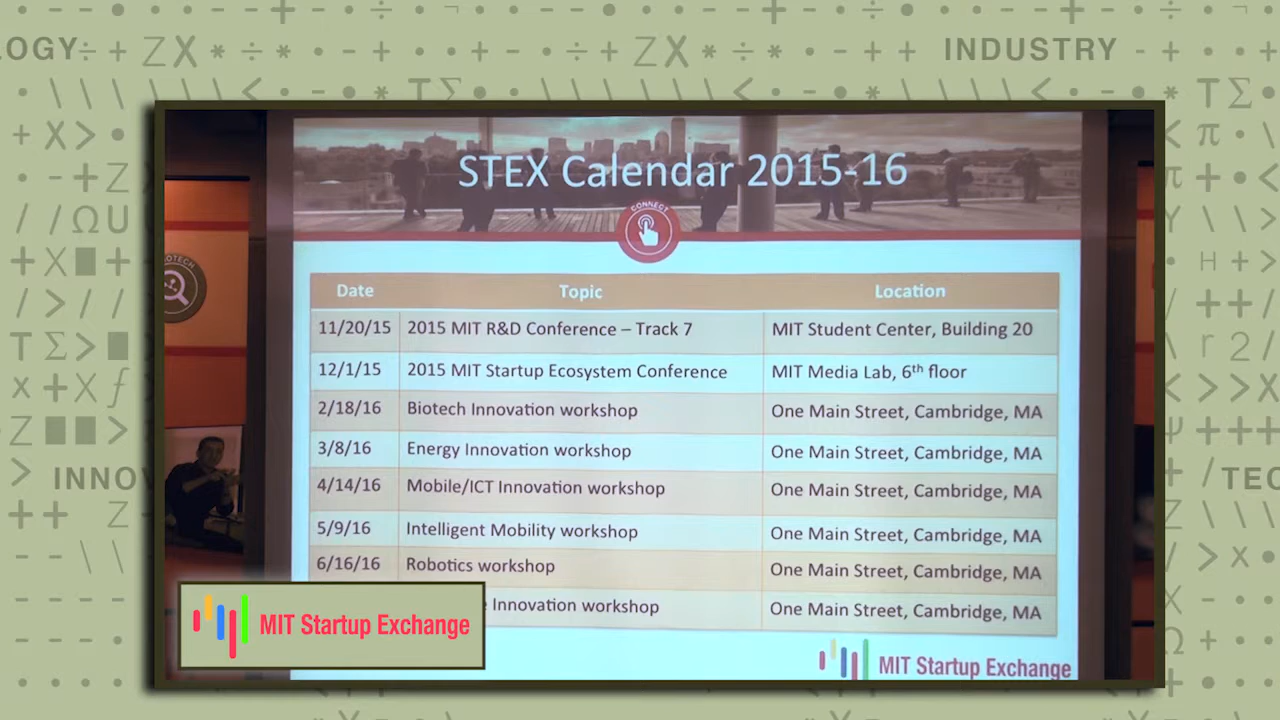 OLOGY
INDUSTRY
STEX Calendar 2015-16
CONNECT
Date Topic Location
11/20/15 2015 MIT R&D Conference – Track 7 MIT Student Center, Building 20
12/1/15 2015 MIT Startup Ecosystem Conference MIT Media Lab, 6th floor
2/18/16 Biotech Innovation workshop One Main Street, Cambridge, MA
3/8/16 Energy Innovation workshop One Main Street, Cambridge, MA
4/14/16 Mobile/ICT Innovation workshop One Main Street, Cambridge, MA
5/9/16 Intelligent Mobility workshop One Main Street, Cambridge, MA
6/16/16 Robotics workshop One Main Street, Cambridge, MA
e Innovation workshop One Main Street, Cambridge, MA
INNO
TEC
MIT Startup Exchange
MIT Startup Exchange